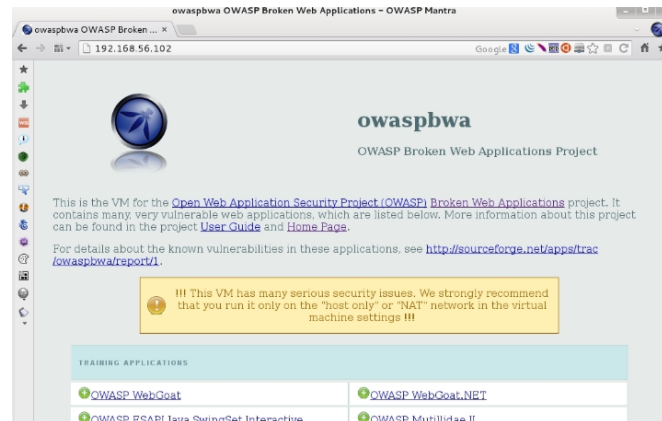 owaspbwa OWASP Broken Web Applications - OWASP Mantra
owaspbwa OWASP Broken ... ×
192.168.56.102
Google
owaspbwa
OWASP Broken Web Applications Project
This is the VM for the Open Web Application Security Project (OWASP) Broken Web Applications project. It
contains many, very vulnerable web applications, which are listed below. More information about this project
can be found in the project User Guide and Home Page.
For details about the known vulnerabilities in these applications, see http://sourceforge.net/apps/trac
/owaspbwa/report/1.
!!! This VM has many serious security issues. We strongly recommend
that you run it only on the "host only" or "NAT" network in the virtual
machine settings !!!
TRAINING APPLICATIONS
OWASP WebGoat
OWASP WebGoat.NET
OWASP ESAPI Java SwingSet Interactive
OWASP Mutillidae II